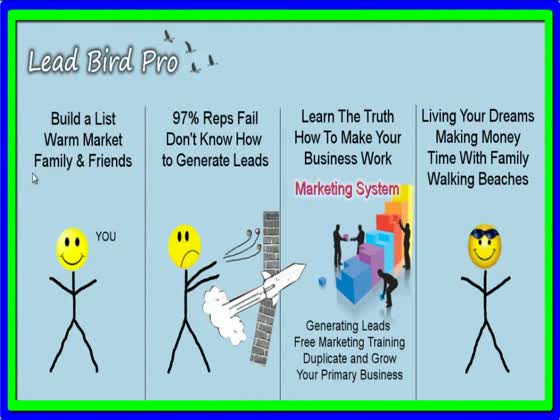 Lead Bird Pro
Build a List
Warm Market
Family & Friends
YOU
97% Reps Fail
Don't Know How
to Generate Leads
Learn The Truth
How To Make Your
Business Work
Marketing System
Generating Leads
Free Marketing Training
Duplicate and Grow
Your Primary Business
Living Your Dreams
Making Money
Time With Family
Walking Beaches